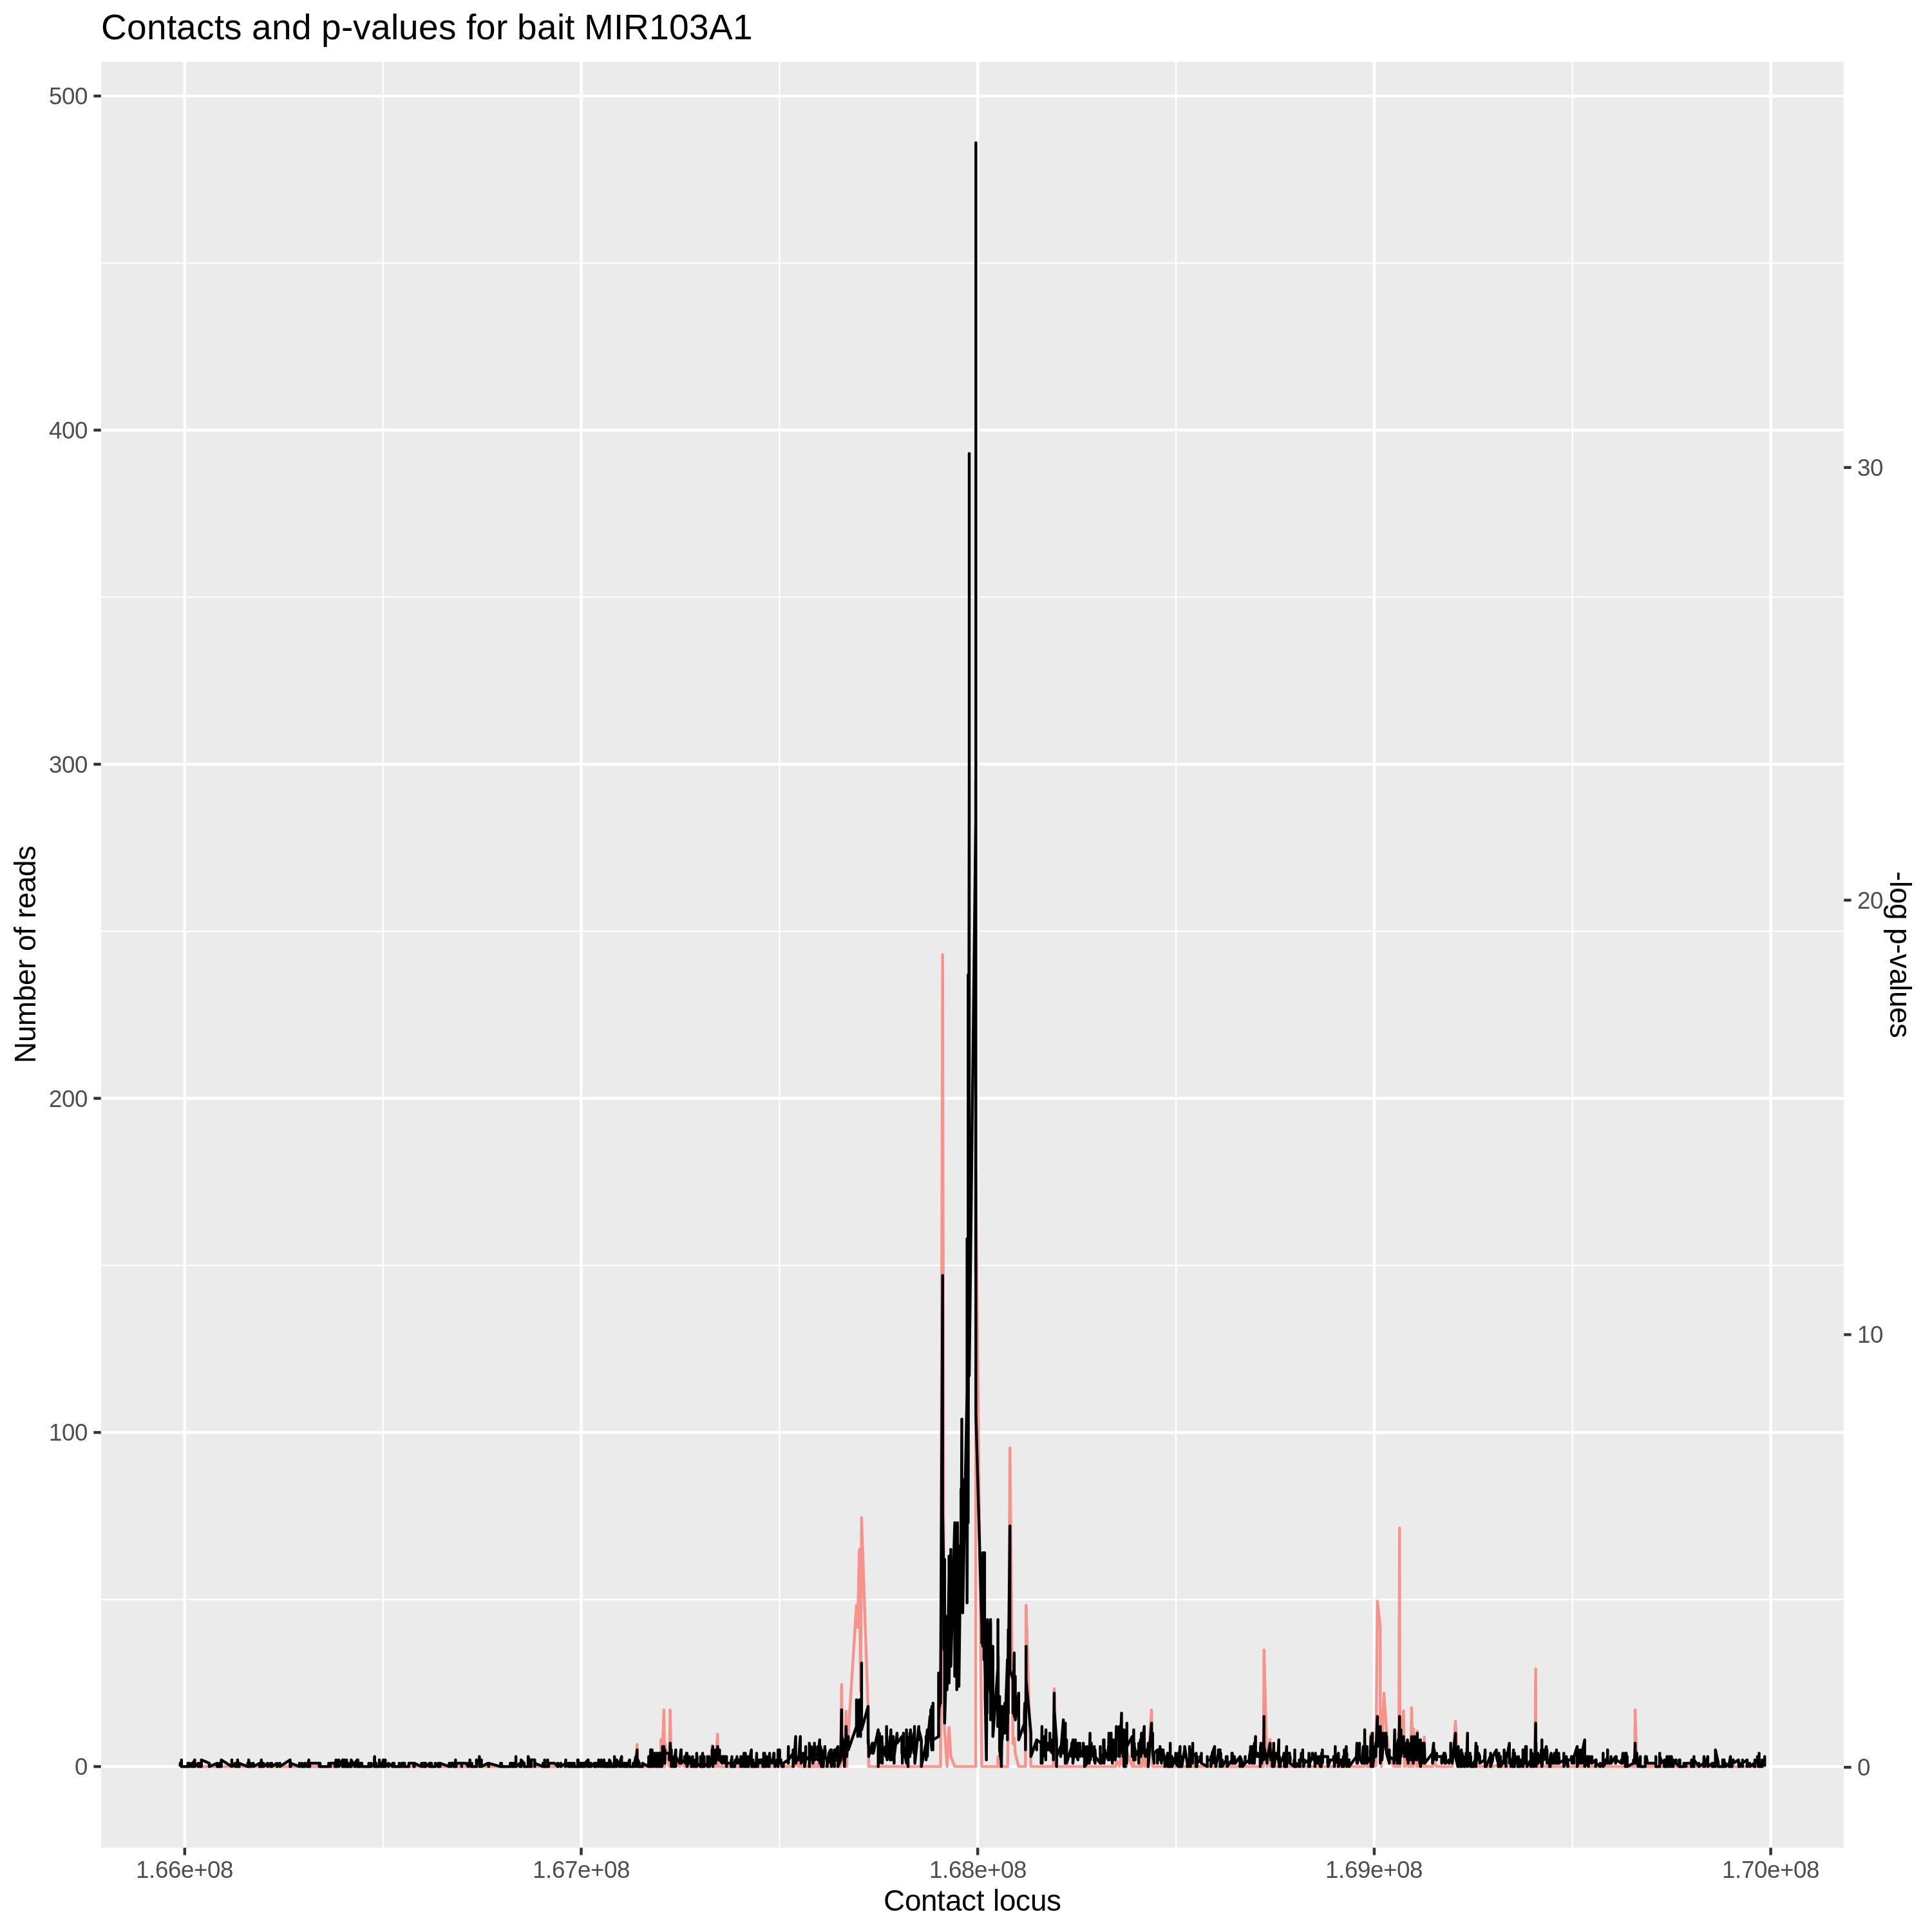 Contacts and p-values for bait MIR103A1
500
400
300
200
100
0
Number of reads
30
20
10
0
-log p-values
1.66e+08
1.67e+08
1.68e+08
1.69e+08
1.70e+08
Contact locus